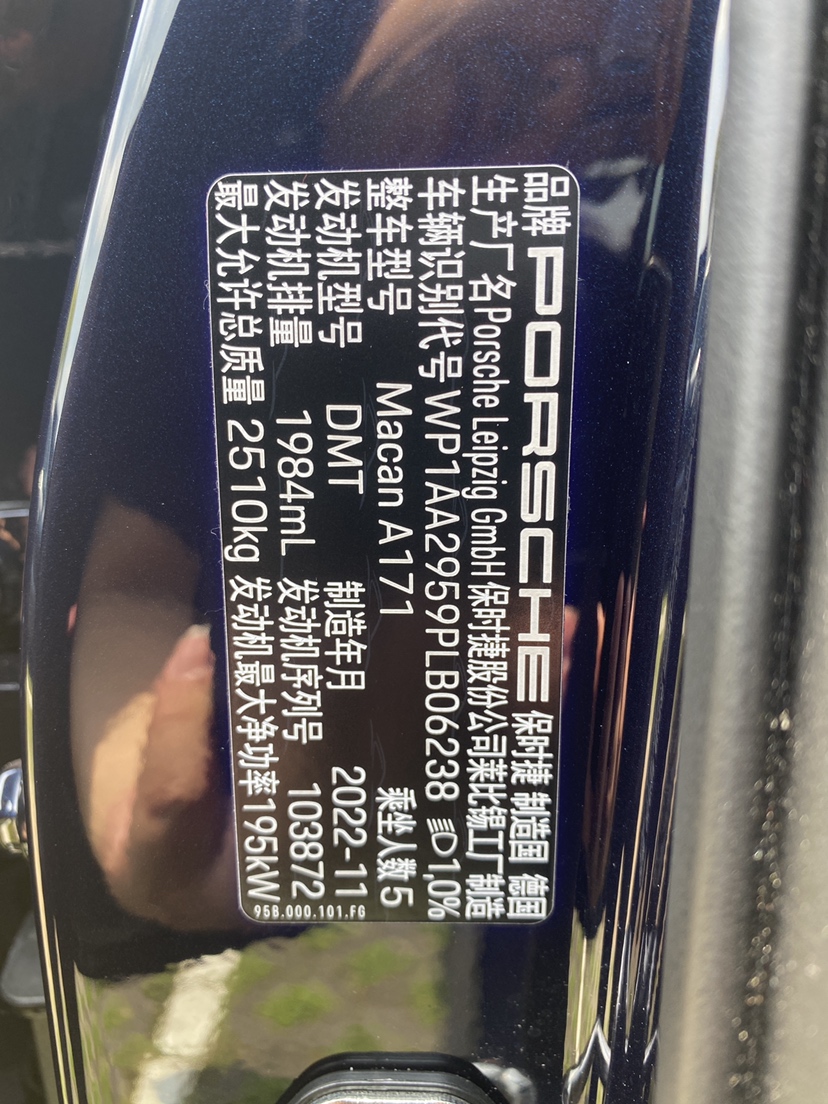 品牌 PORSCHE 保时捷 制造国 德国
生产厂名Porsche Leipzig GmbH 保时捷股份公司莱比锡工厂 制造
车辆识别代号 WP1AA2959PLB06238 1,0%
整车型号 Macan A171 乘坐人数 5
发动机型号 DMT 制造年月 2022-11
发动机排量 1984mL 发动机序列号 103872
最大允许总质量 2510kg 发动机最大净功率195kW
95B.000.101.FG